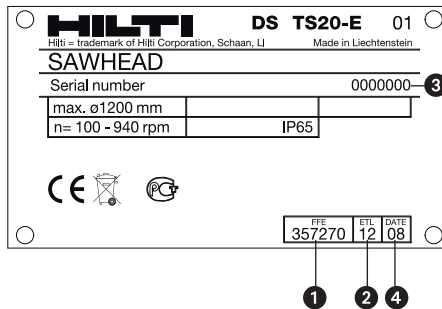 HILTI DS TS20-E 01
Hilti = trademark of Hilti Corporation, Schaan, LI Made in Liechtenstein
SAWHEAD
Serial number 0000000 3
max. ø1200 mm
n= 100 - 940 rpm IP65
CE PCT
FFE ETL DATE
357270 12 08
1 2 4